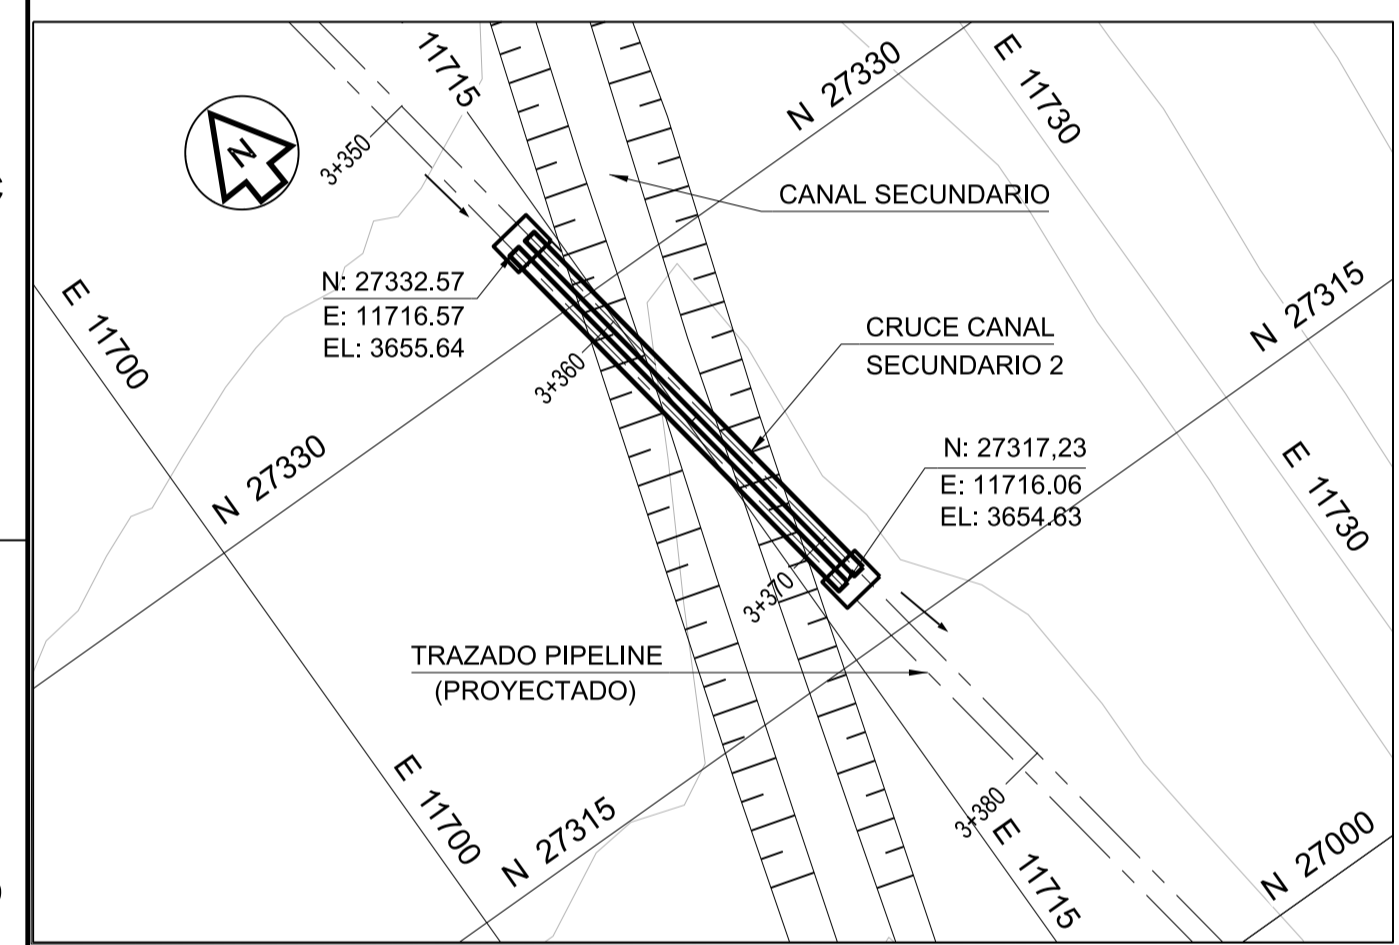 11715
N 27330
E 11730
N
3+350
CANAL SECUNDARIO
N: 27332.57
E: 11716.57
EL: 3655.64
E 11700
N 27315
CRUCE CANAL
SECUNDARIO 2
3+360
N 27330
N: 27317,23
E: 11716.06
EL: 3654.63
E 11730
3+370
TRAZADO PIPELINE
(PROYECTADO)
E 11700
N 27315
3+380
E 11715
N 27000